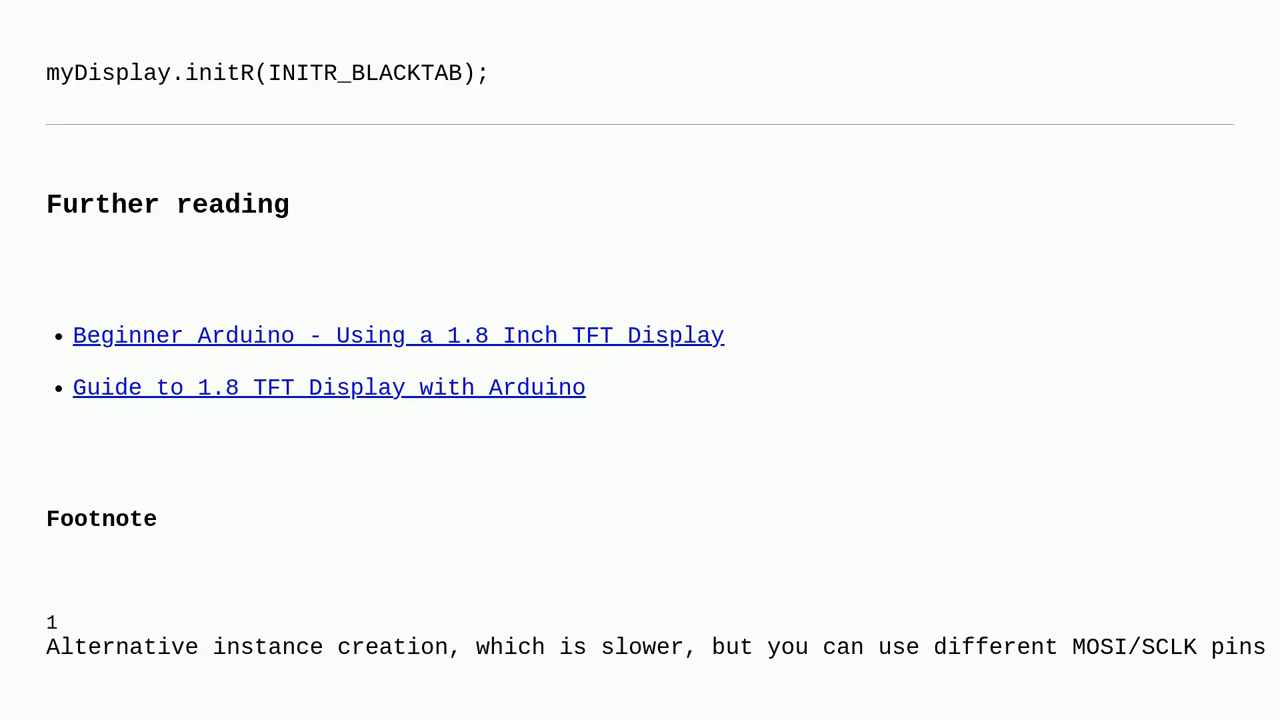 myDisplay.initR(INITR_BLACKTAB);
Further reading
• Beginner Arduino - Using a 1.8 Inch TFT Display
• Guide to 1.8 TFT Display with Arduino
Footnote
1
Alternative instance creation, which is slower, but you can use different MOSI/SCLK pins